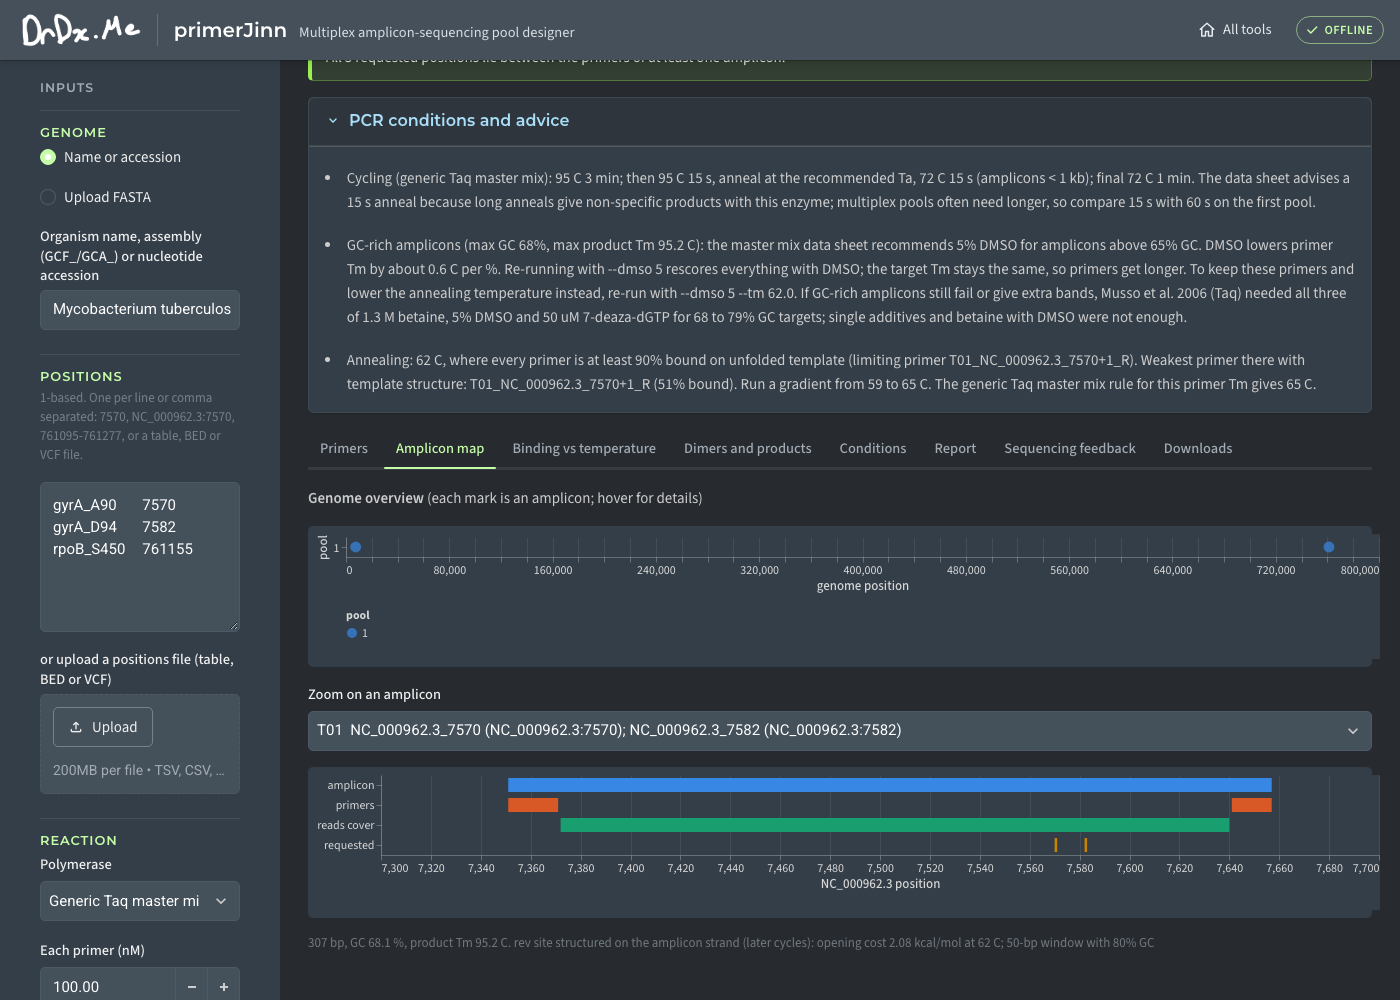 DnDx.Me
primerJinn
Multiplex amplicon-sequencing pool designer
All tools
OFFLINE
INPUTS
GENOME
Name or accession
Upload FASTA
Organism name, assembly
(GCF_/GCA_) or nucleotide
accession
Mycobacterium tuberculos
POSITIONS
1-based. One per line or comma
separated: 7570, NC_000962.3:7570,
761095-761277, or a table, BED or
VCF file.
gyrA_A90 7570
gyrA_D94 7582
rpoB_S450 761155
or upload a positions file (table,
BED or VCF)
Upload
200MB per file • TSV, CSV, ...
REACTION
Polymerase
Generic Taq master mi
Each primer (nM)
100.00
All 3 requested positions lie between the primers of at least one amplicon.
PCR conditions and advice
• Cycling (generic Taq master mix): 95 C 3 min; then 95 C 15 s, anneal at the recommended Ta, 72 C 15 s (amplicons < 1 kb); final 72 C 1 min. The data sheet advises a
15 s anneal because long anneals give non-specific products with this enzyme; multiplex pools often need longer, so compare 15 s with 60 s on the first pool.
• GC-rich amplicons (max GC 68%, max product Tm 95.2 C): the master mix data sheet recommends 5% DMSO for amplicons above 65% GC. DMSO lowers primer
Tm by about 0.6 C per %. Re-running with --dmso 5 rescores everything with DMSO; the target Tm stays the same, so primers get longer. To keep these primers and
lower the annealing temperature instead, re-run with --dmso 5 --tm 62.0. If GC-rich amplicons still fail or give extra bands, Musso et al. 2006 (Taq) needed all three
of 1.3 M betaine, 5% DMSO and 50 uM 7-deaza-dGTP for 68 to 79% GC targets; single additives and betaine with DMSO were not enough.
• Annealing: 62 C, where every primer is at least 90% bound on unfolded template (limiting primer T01_NC_000962.3_7570+1_R). Weakest primer there with
template structure: T01_NC_000962.3_7570+1_R (51% bound). Run a gradient from 59 to 65 C. The generic Taq master mix rule for this primer Tm gives 65 C.
Primers Amplicon map Binding vs temperature Dimers and products Conditions Report Sequencing feedback Downloads
Genome overview (each mark is an amplicon; hover for details)
pool
1
0 80,000 160,000 240,000 320,000 400,000 480,000 560,000 640,000 720,000 800,000
genome position
pool
1
Zoom on an amplicon
T01 NC_000962.3_7570 (NC_000962.3:7570); NC_000962.3_7582 (NC_000962.3:7582)
amplicon
primers
reads cover
requested
7,300 7,320 7,340 7,360 7,380 7,400 7,420 7,440 7,460 7,480 7,500 7,520 7,540 7,560 7,580 7,600 7,620 7,640 7,660 7,680 7,700
NC_000962.3 position
307 bp, GC 68.1 %, product Tm 95.2 C. rev site structured on the amplicon strand (later cycles): opening cost 2.08 kcal/mol at 62 C; 50-bp window with 80% GC